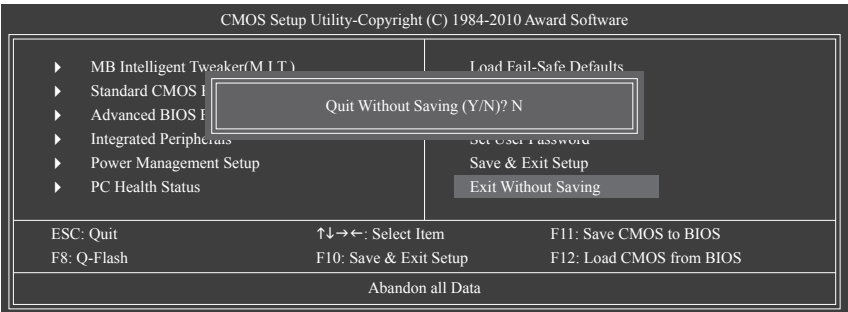 CMOS Setup Utility-Copyright (C) 1984-2010 Award Software
MB Intelligent Tweaker(M.I.T.)
Load Fail-Safe Defaults
Standard CMOS
Quit Without Saving (Y/N)? N
Advanced BIOS
Integrated Peripherals
Set User Password
Power Management Setup
Save & Exit Setup
PC Health Status
Exit Without Saving
ESC: Quit
↑↓→←: Select Item
F11: Save CMOS to BIOS
F8: Q-Flash
F10: Save & Exit Setup
F12: Load CMOS from BIOS
Abandon all Data